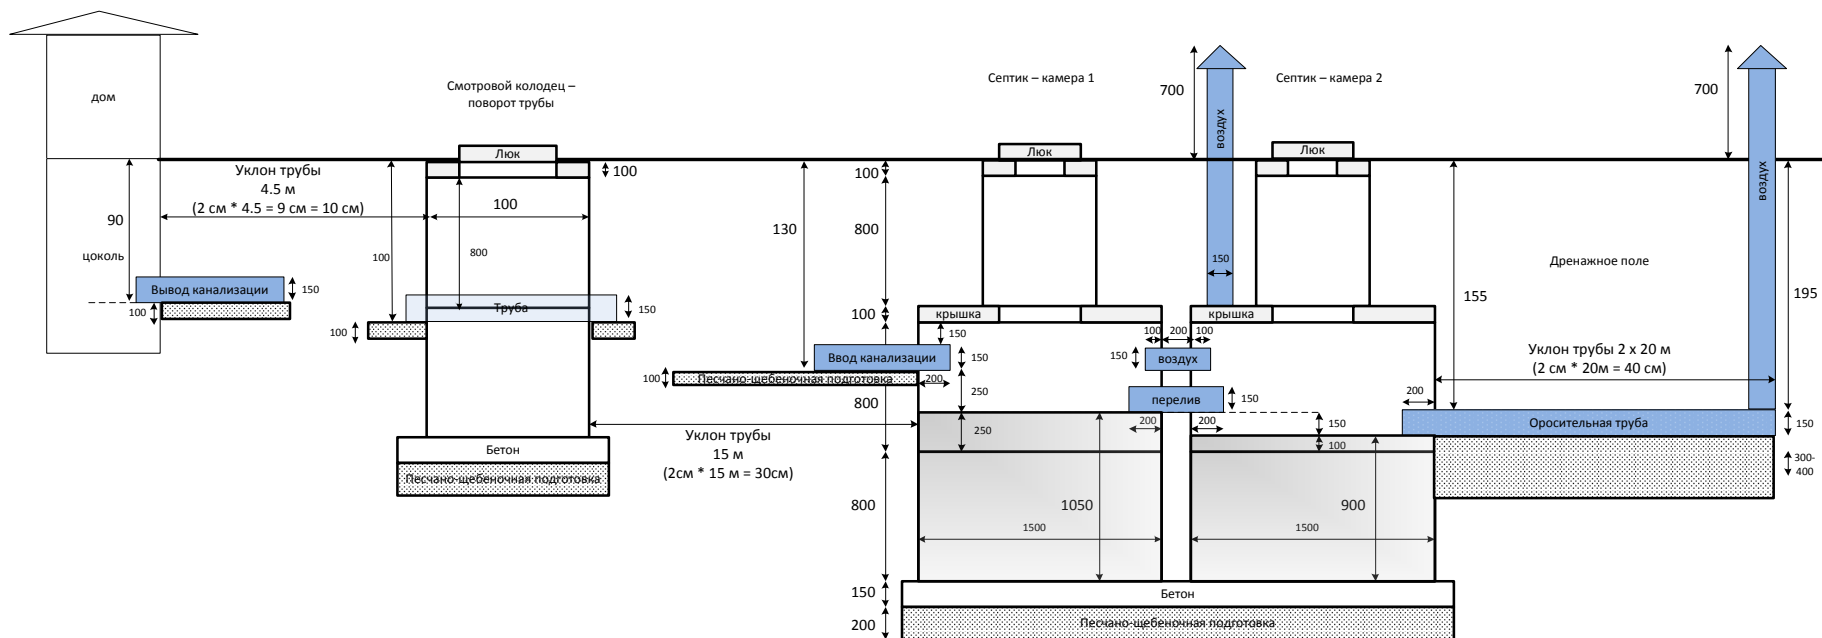 дом
90
цоколь
Вывод канализации
150
100
Уклон трубы
4.5 м
(2 см * 4.5 = 9 см = 10 см)
Смотровой колодец –
поворот трубы
Люк
100
100
800
100
Труба
150
100
Бетон
Песчано-щебеночная подготовка
Уклон трубы
15 м
(2см * 15 м = 30см)
130
100
800
100
800
800
150
200
Септик – камера 1
Люк
крышка
150
Ввод канализации
150
100
Песчано-щебеночная подготовка
200
250
250
1050
1500
700
воздух
150
100
200
100
150
воздух
перелив
150
200
200
Септик – камера 2
Люк
крышка
150
100
900
1500
Бетон
Песчано-щебеночная подготовка
155
Дренажное поле
Уклон трубы 2 x 20 м
(2 см * 20м = 40 см)
200
Оросительная труба
700
воздух
195
150
300-
400